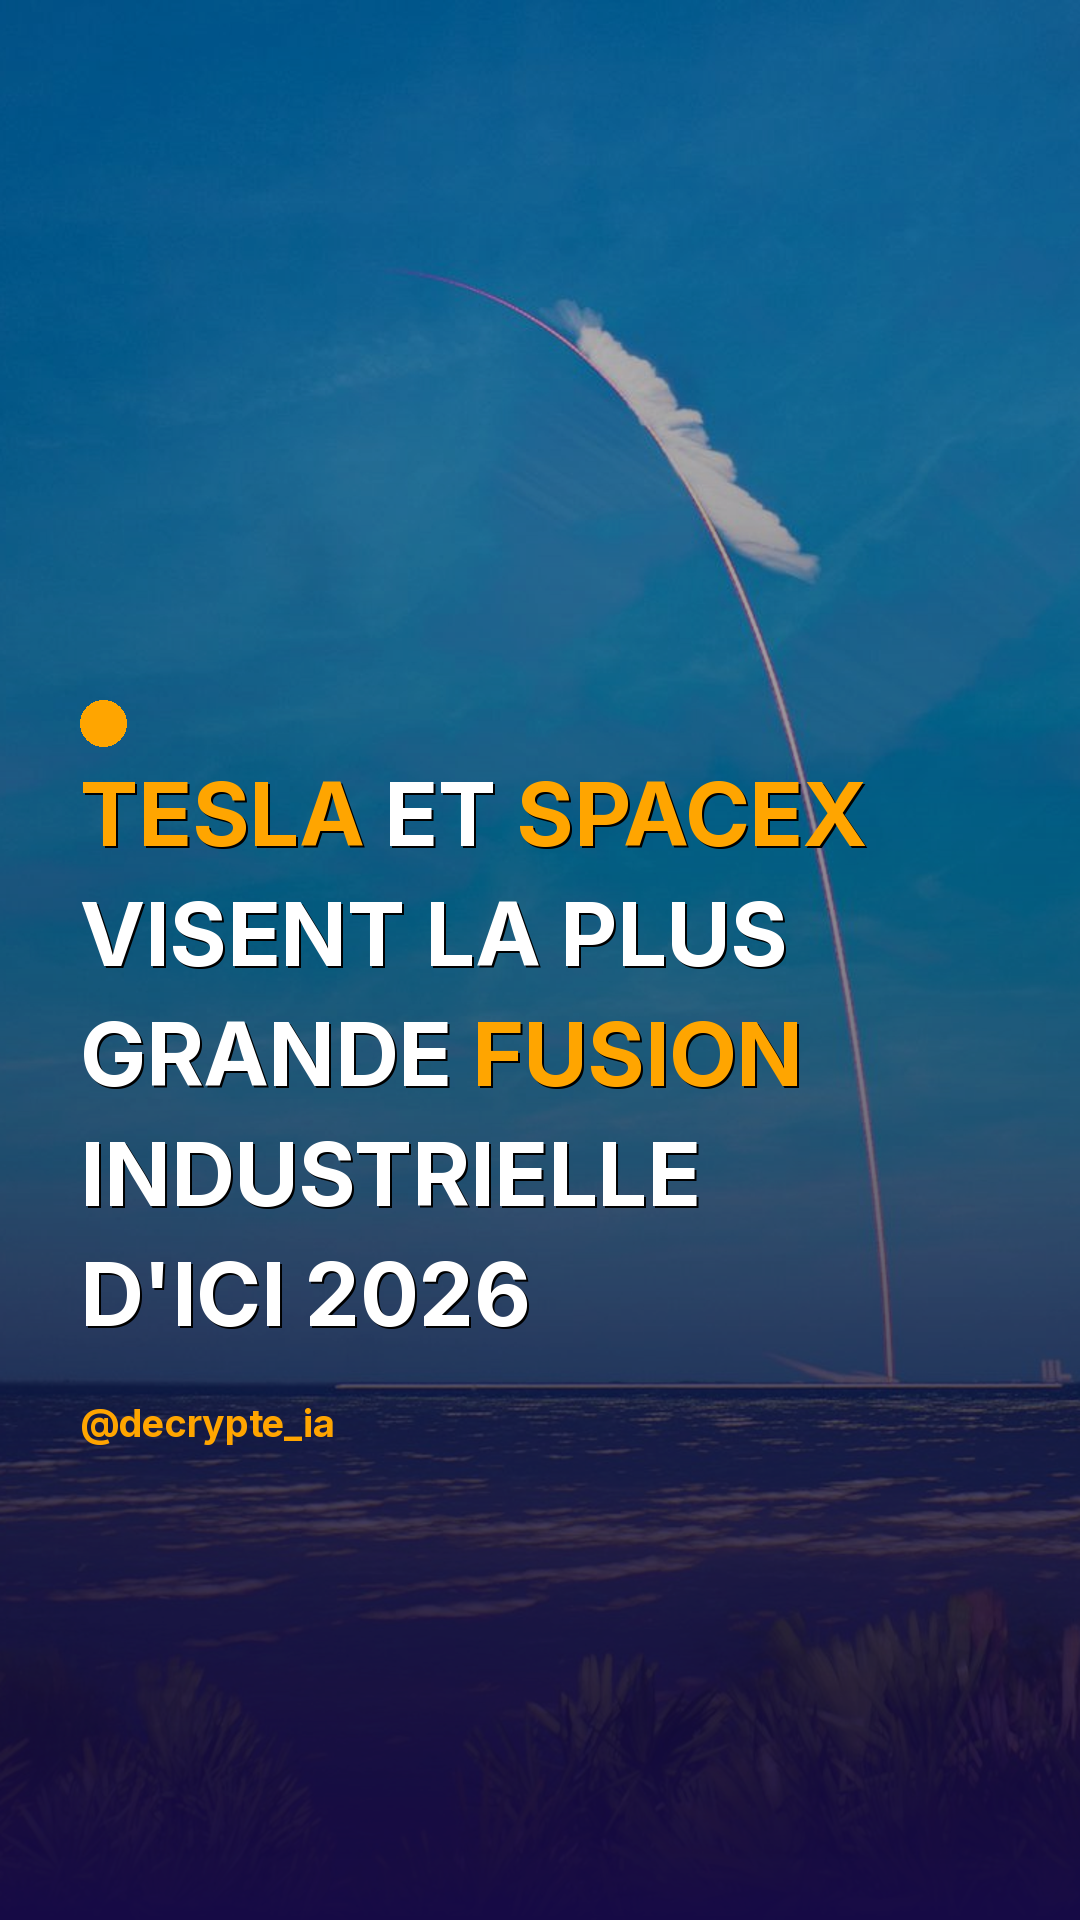 TESLA ET SPACEX
VISENT LA PLUS
GRANDE FUSION
INDUSTRIELLE
D'ICI 2026
@decrypte_ia